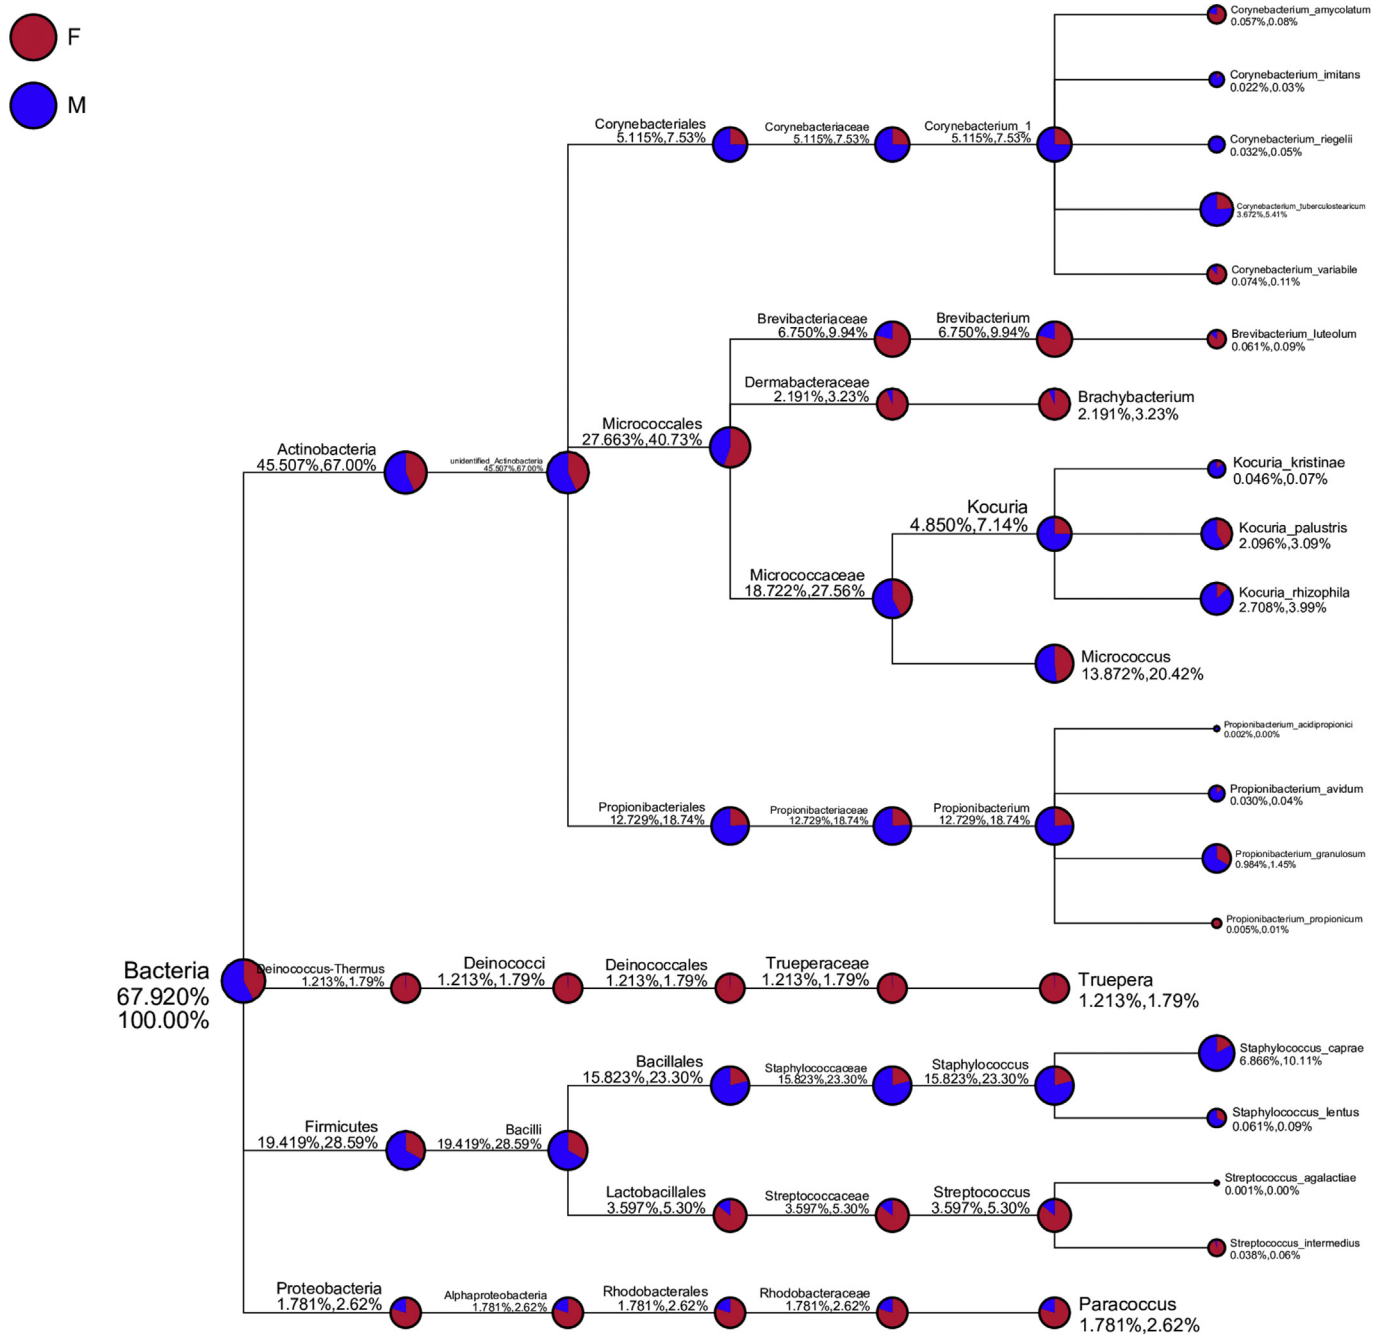 F
M
Corynebacterium_amycolatum
0.057%,0.08%
Corynebacterium_imitans
0.022%,0.03%
Corynebacteriales
5.115%,7.53%
Corynebacteriaceae
5.115%,7.53%
Corynebacterium_1
5.115%,7.53%
Corynebacterium_riegelii
0.032%,0.05%
Corynebacterium_tuberculostearicum
3.672%,5.41%
Corynebacterium_variabile
0.074%,0.11%
Brevibacteriaceae
6.750%,9.94%
Brevibacterium
6.750%,9.94%
Brevibacterium_luteolum
0.061%,0.09%
Dermabacteraceae
2.191%,3.23%
Brachybacterium
2.191%,3.23%
Actinobacteria
45.507%,67.00%
unidentified_Actinobacteria
45.507%,67.00%
Micrococcales
27.663%,40.73%
Kocuria_kristinae
0.046%,0.07%
Kocuria
4.850%,7.14%
Kocuria_palustris
2.096%,3.09%
Micrococcaceae
18.722%,27.56%
Kocuria_rhizophila
2.708%,3.99%
Micrococcus
13.872%,20.42%
Propionibacterium_acidipropionici
0.002%,0.00%
Propionibacterium_avidum
0.030%,0.04%
Propionibacteriales
12.729%,18.74%
Propionibacteriaceae
12.729%,18.74%
Propionibacterium
12.729%,18.74%
Propionibacterium_granulosum
0.984%,1.45%
Propionibacterium_propionicum
0.005%,0.01%
Bacteria
67.920%
100.00%
Deinococcus-Thermus
1.213%,1.79%
Deinococci
1.213%,1.79%
Deinococcales
1.213%,1.79%
Trueperaceae
1.213%,1.79%
Truepera
1.213%,1.79%
Bacillales
15.823%,23.30%
Staphylococcaceae
15.823%,23.30%
Staphylococcus
15.823%,23.30%
Staphylococcus_caprae
6.866%,10.11%
Staphylococcus_lentus
0.061%,0.09%
Firmicutes
19.419%,28.59%
Bacilli
19.419%,28.59%
Lactobacillales
3.597%,5.30%
Streptococcaceae
3.597%,5.30%
Streptococcus
3.597%,5.30%
Streptococcus_agalactiae
0.001%,0.00%
Streptococcus_intermedius
0.038%,0.06%
Proteobacteria
1.781%,2.62%
Alphaproteobacteria
1.781%,2.62%
Rhodobacterales
1.781%,2.62%
Rhodobacteraceae
1.781%,2.62%
Paracoccus
1.781%,2.62%